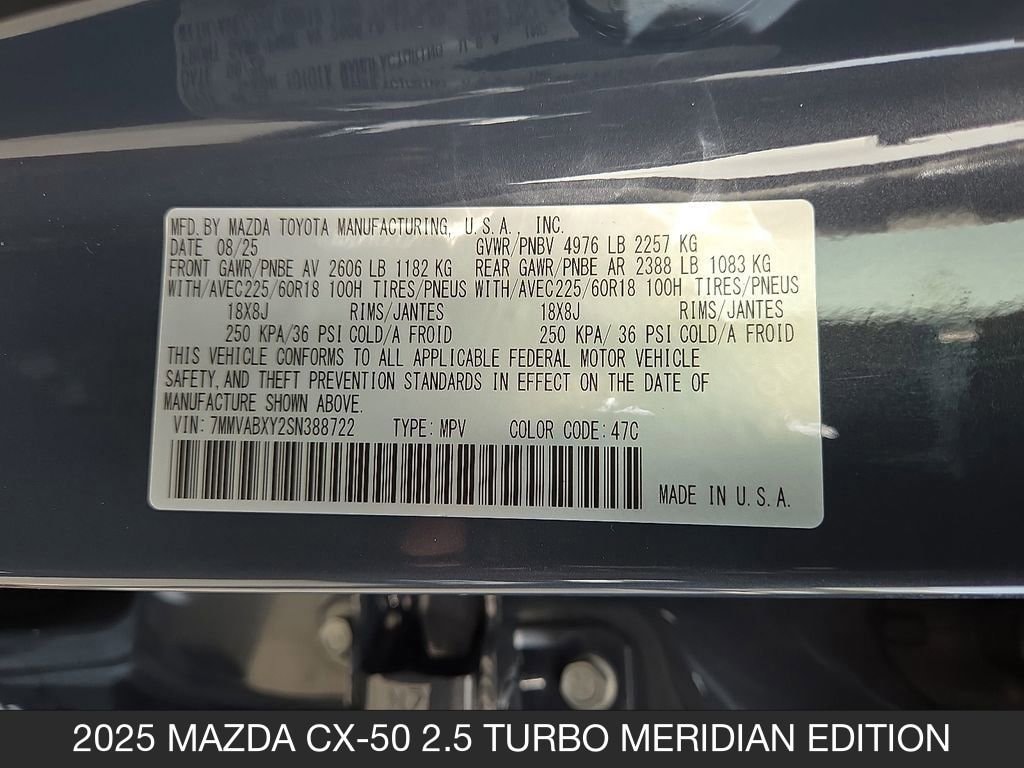 MFD. BY MAZDA TOYOTA MANUFACTURING, U.S.A., INC.
DATE 08/25 GVWR/PNBV 4976 LB 2257 KG
FRONT GAWR/PNBE AV 2606 LB 1182 KG REAR GAWR/PNBE AR 2388 LB 1083 KG
WITH/AVEC225/60R18 100H TIRES/PNEUS WITH/AVEC225/60R18 100H TIRES/PNEUS
18X8J RIMS/JANTES 18X8J RIMS/JANTES
250 KPA/36 PSI COLD/A FROID 250 KPA/ 36 PSI COLD/A FROID
THIS VEHICLE CONFORMS TO ALL APPLICABLE FEDERAL MOTOR VEHICLE
SAFETY, AND THEFT PREVENTION STANDARDS IN EFFECT ON THE DATE OF
MANUFACTURE SHOWN ABOVE.
VIN: 7MMVABXY2SN388722 TYPE: MPV COLOR CODE: 47C
MADE IN U.S.A.
2025 MAZDA CX-50 2.5 TURBO MERIDIAN EDITION